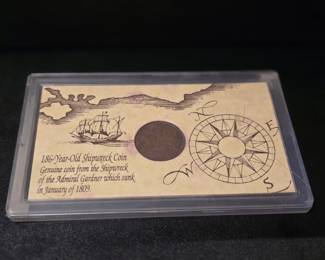 N
E
186-Year-Old Shipwreck Coin
Genuine coin from the Shipwreck
of the Admiral Gardner which sank
in January of 1809.
W
S